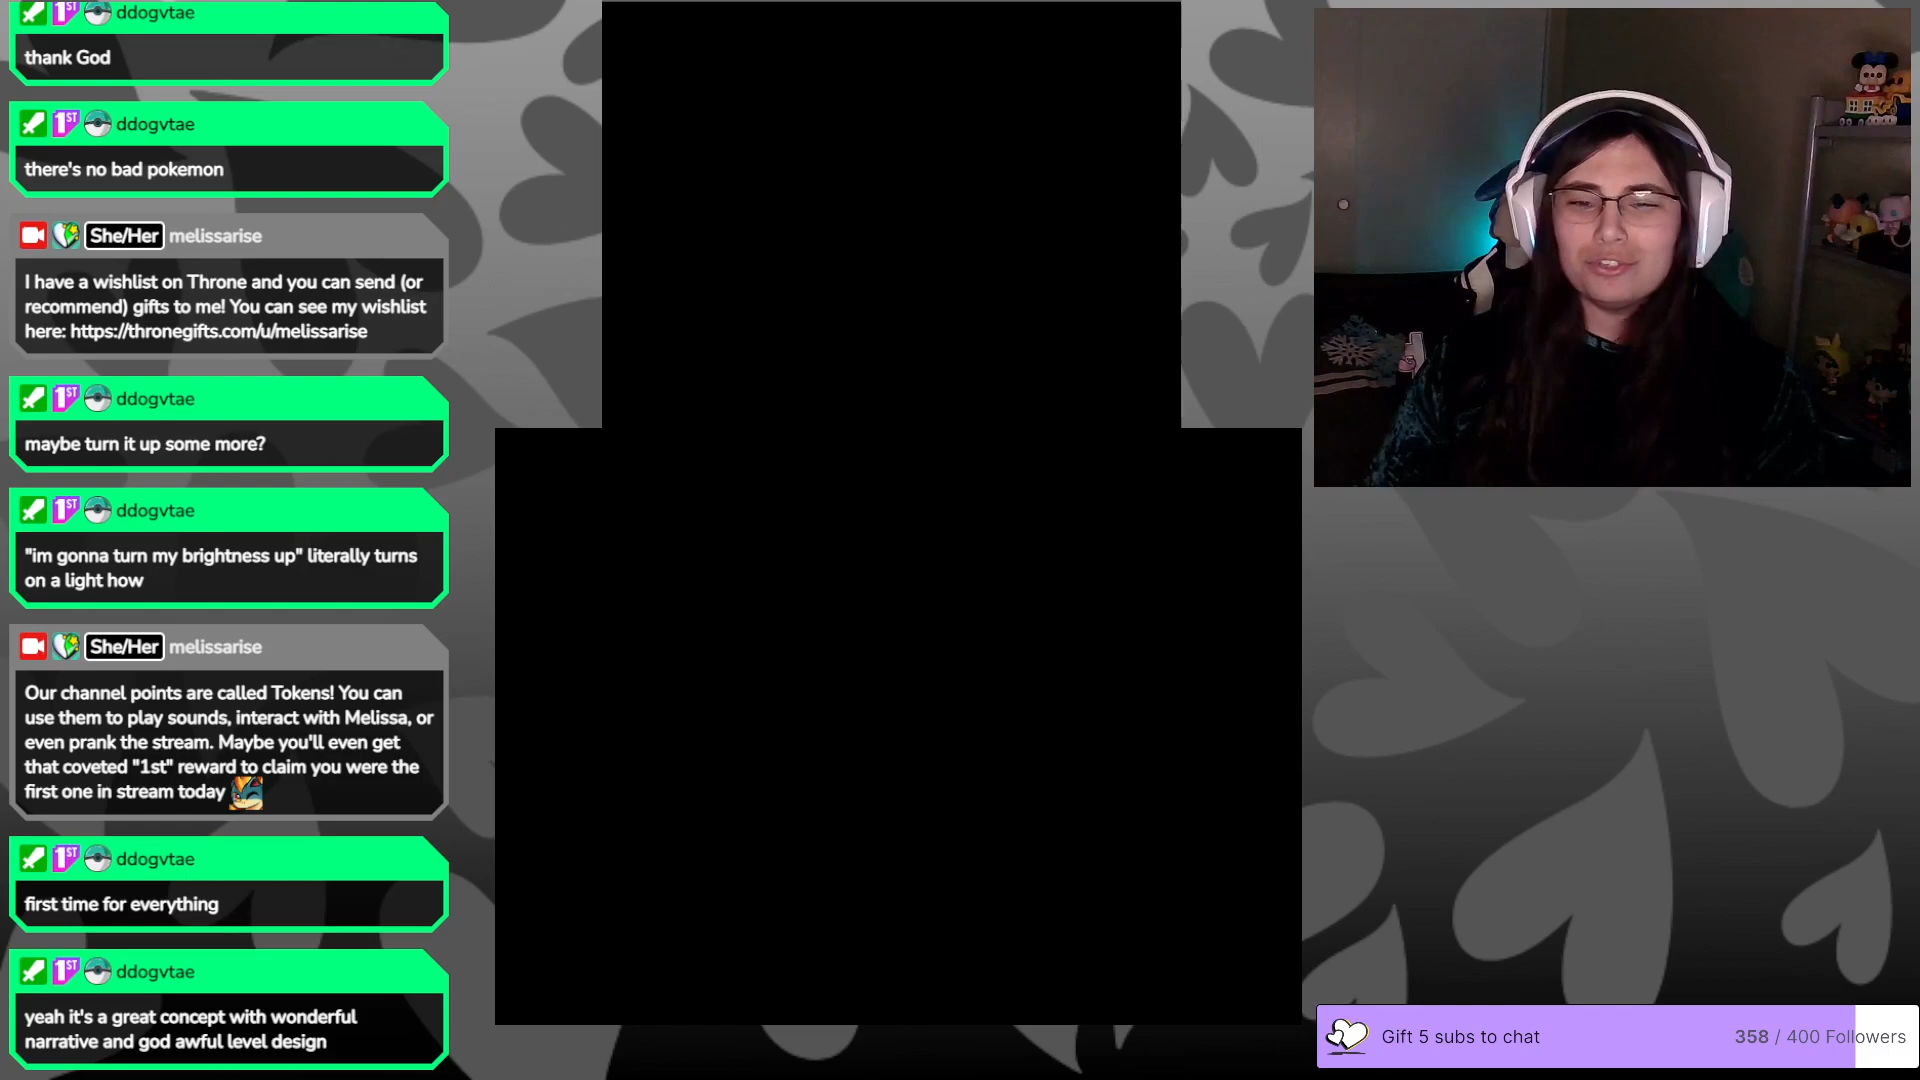 1ST ddogvtae
thank God
1ST ddogvtae
there's no bad pokemon
She/Her melissarise
I have a wishlist on Throne and you can send (or
recommend) gifts to me! You can see my wishlist
here: https://thronegifts.com/u/melissarise
1ST ddogvtae
maybe turn it up some more?
1ST ddogvtae
"im gonna turn my brightness up" literally turns
on a light how
She/Her melissarise
Our channel points are called Tokens! You can
use them to play sounds, interact with Melissa, or
even prank the stream. Maybe you'll even get
that coveted "1st" reward to claim you were the
first one in stream today
1ST ddogvtae
first time for everything
1ST ddogvtae
yeah it's a great concept with wonderful
narrative and god awful level design
Gift 5 subs to chat
358 / 400 Followers